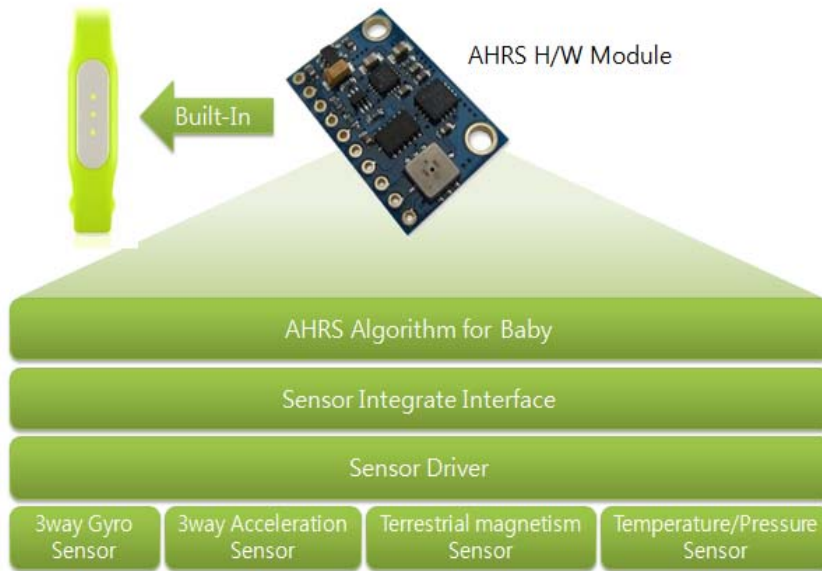 AHRS H/W Module
Built-In
AHRS Algorithm for Baby
Sensor Integrate Interface
Sensor Driver
3way Gyro
Sensor
3way Acceleration
Sensor
Terrestrial magnetism
Sensor
Temperature/Pressure
Sensor